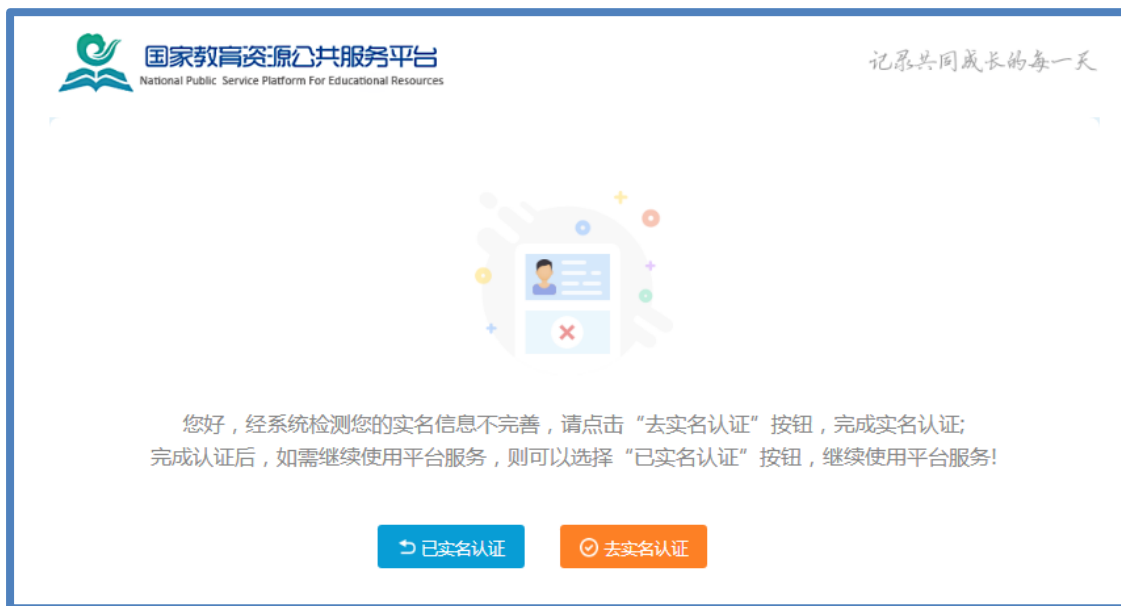 国家教育资源公共服务平台
National Public Service Platform For Educational Resources
记录共同成长的每一天
您好，经系统检测您的实名信息不完善，请点击“去实名认证”按钮，完成实名认证;
完成认证后，如需继续使用平台服务，则可以选择“已实名认证”按钮，继续使用平台服务!
已实名认证
去实名认证